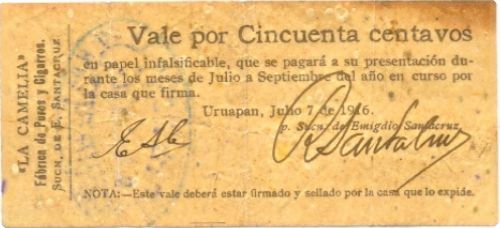 "LA CAMELIA"
Fábrica de Puros y Cigarros.
SUCN. DE E. SANTACRUZ.
Vale por Cincuenta centavos
en papel infalsificable, que se pagará a su presentación du-
rante los meses de Julio a Septiembre del año en curso por
la casa que firma.
Uruapan, Julio 7 de 1916.
p. Sucn. de Emigdio Santacruz
NOTA:—Este vale deberá estar firmado y sellado por la casa que lo expide.